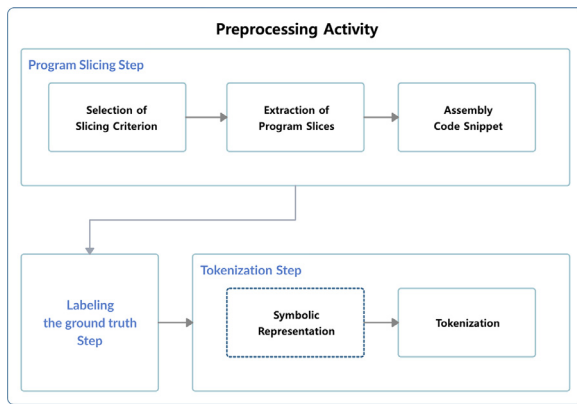 Preprocessing Activity
Program Slicing Step
Selection of
Slicing Criterion
Extraction of
Program Slices
Assembly
Code Snippet
Labeling
the ground truth
Step
Tokenization Step
Symbolic
Representation
Tokenization